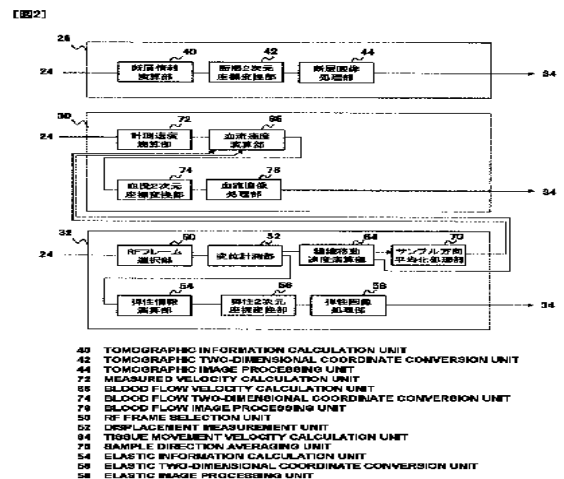 [図2]
26
40
42
44
24
断層情報
演算部
断層2次元
座標変換部
断層画像
処理部
34
30
72
66
24
計測速度
演算部
血流速度
演算部
74
76
血流2次元
座標変換部
血流画像
処理部
34
32
50
52
64
70
24
RFフレーム
選択部
変位計測部
組織移動
速度演算部
サンプル方向
平均化処理部
54
56
58
弾性情報
演算部
弾性2次元
座標変換部
弾性画像
処理部
34
40 TOMOGRAPHIC INFORMATION CALCULATION UNIT
42 TOMOGRAPHIC TWO-DIMENSIONAL COORDINATE CONVERSION UNIT
44 TOMOGRAPHIC IMAGE PROCESSING UNIT
72 MEASURED VELOCITY CALCULATION UNIT
66 BLOOD FLOW VELOCITY CALCULATION UNIT
74 BLOOD FLOW TWO-DIMENSIONAL COORDINATE CONVERSION UNIT
76 BLOOD FLOW IMAGE PROCESSING UNIT
50 RF FRAME SELECTION UNIT
52 DISPLACEMENT MEASUREMENT UNIT
64 TISSUE MOVEMENT VELOCITY CALCULATION UNIT
70 SAMPLE DIRECTION AVERAGING UNIT
54 ELASTIC INFORMATION CALCULATION UNIT
56 ELASTIC TWO-DIMENSIONAL COORDINATE CONVERSION UNIT
58 ELASTIC IMAGE PROCESSING UNIT